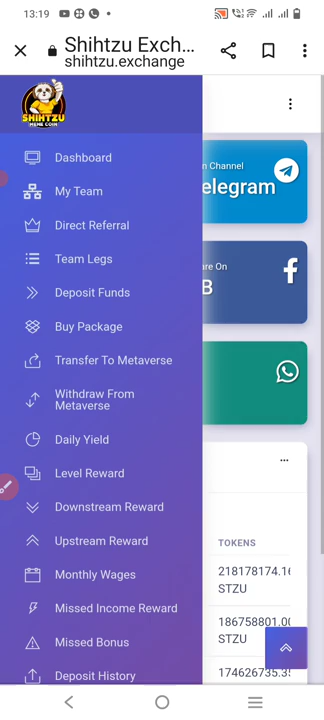 13:19
Shihtzu Exch...
shihtzu.exchange
SHIHTZU
MEME COIN
Dashboard
My Team
Direct Referral
Team Legs
Deposit Funds
Buy Package
Transfer To Metaverse
Withdraw From
Metaverse
Daily Yield
Level Reward
Downstream Reward
Upstream Reward
Monthly Wages
Missed Income Reward
Missed Bonus
Deposit History
n Channel
elegram
are On
B
TOKENS
218178174.16
STZU
186758801.00
STZU
174626735.35